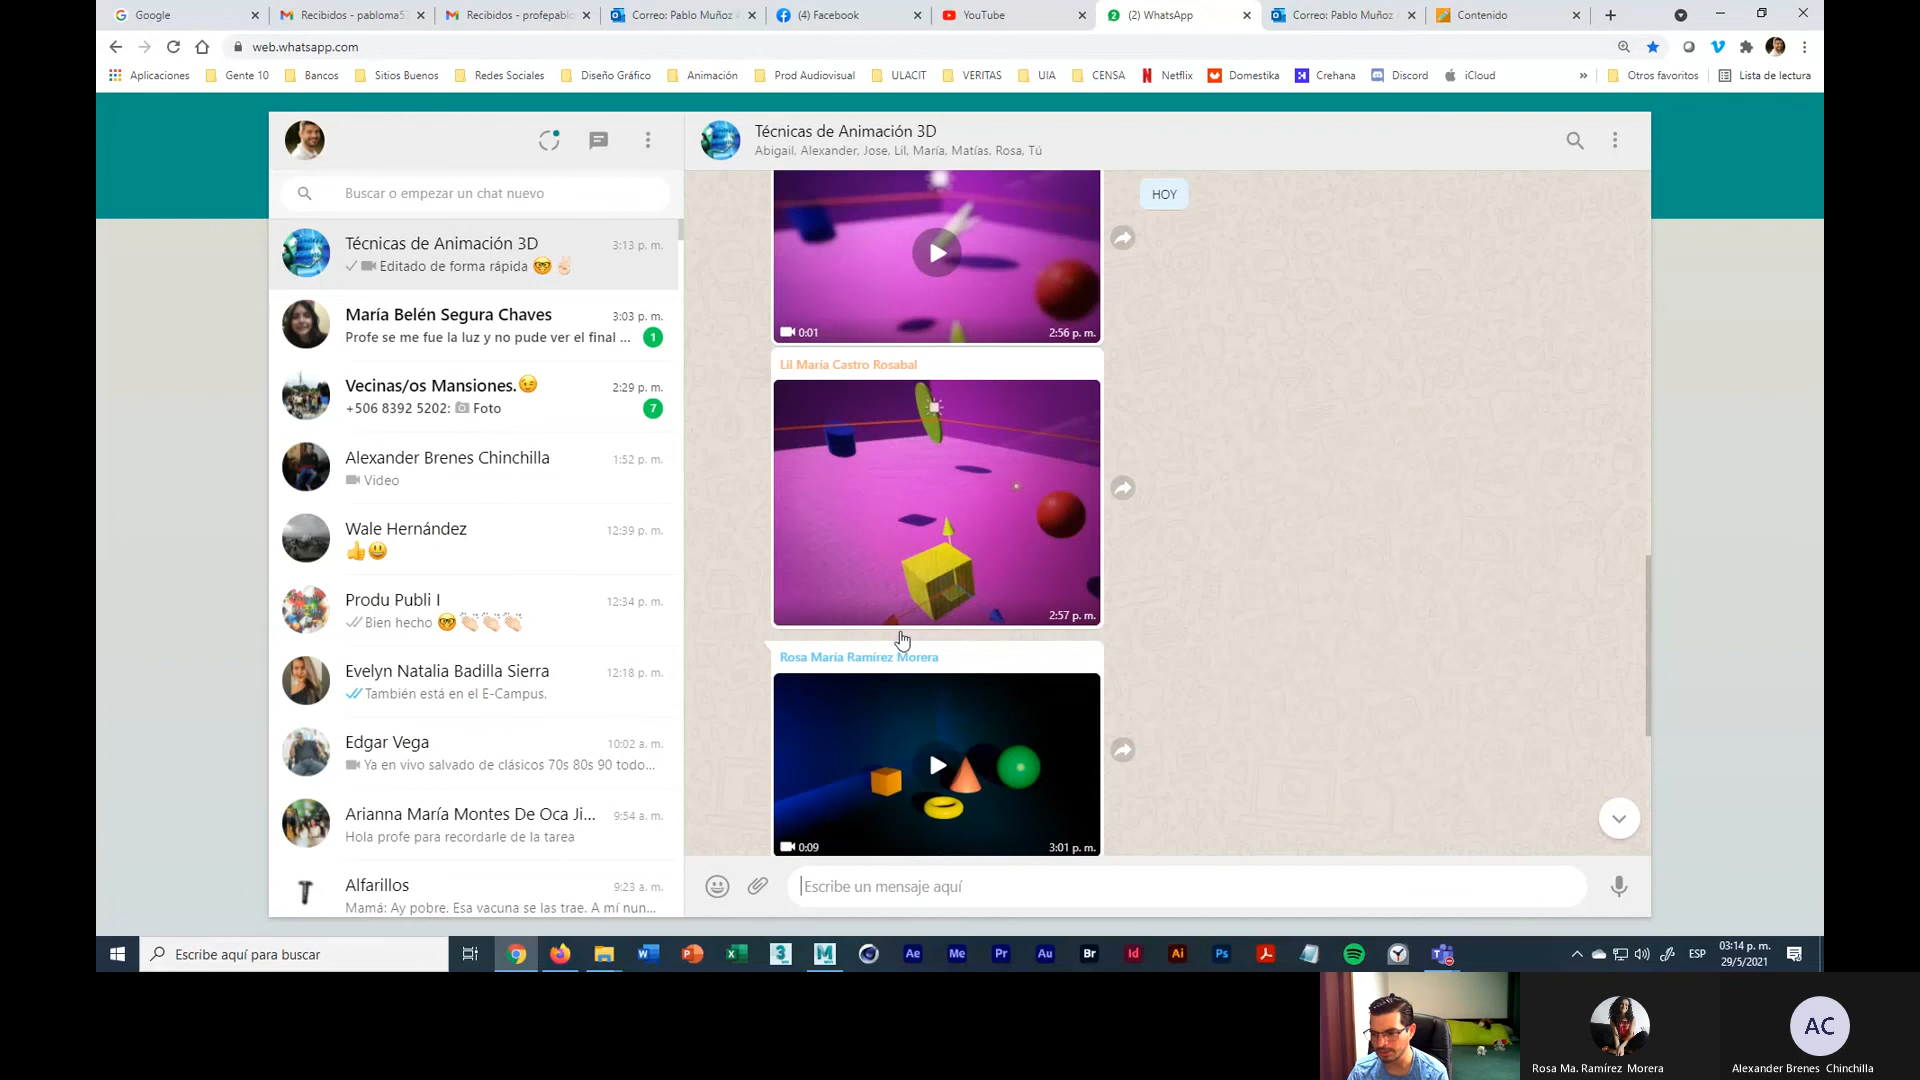 Google
Recibidos - pabloma5
Recibidos - profepablo
Correo: Pablo Muñoz
(4) Facebook
YouTube
(2) WhatsApp
Correo: Pablo Muñoz
Contenido
web.whatsapp.com
Aplicaciones
Gente 10
Bancos
Sitios Buenos
Redes Sociales
Diseño Gráfico
Animación
Prod Audiovisual
ULACIT
VERITAS
UIA
CENSA
Netflix
Domestika
Crehana
Discord
iCloud
»
Otros favoritos
Lista de lectura
Buscar o empezar un chat nuevo
Técnicas de Animación 3D
3:13 p. m.
Editado de forma rápida 🤓 ✌🏻
María Belén Segura Chaves
3:03 p. m.
Profe se me fue la luz y no pude ver el final ...
1
Vecinas/os Mansiones.😉
2:29 p. m.
+506 8392 5202: Foto
7
Alexander Brenes Chinchilla
1:52 p. m.
Video
Wale Hernández
12:39 p. m.
👍😃
Produ Publi I
12:34 p. m.
Bien hecho 🤓👏🏻👏🏻👏🏻
Evelyn Natalia Badilla Sierra
12:18 p. m.
También está en el E-Campus.
Edgar Vega
10:02 a. m.
Ya en vivo salvado de clásicos 70s 80s 90 todo...
Arianna María Montes De Oca Ji...
9:54 a. m.
Hola profe para recordarle de la tarea
Alfarillos
9:23 a. m.
Mamá: Ay pobre. Esa vacuna se las trae. A mí nun...
Técnicas de Animación 3D
Abigail, Alexander, Jose, Lil, María, Matías, Rosa, Tú
HOY
0:01
2:56 p. m.
Lil María Castro Rosabal
2:57 p. m.
Rosa María Ramírez Morera
0:09
3:01 p. m.
Escribe un mensaje aquí
Escribe aquí para buscar
3
M
Ae
Me
Pr
Au
Br
Id
Ai
Ps
ESP
03:14 p. m.
29/5/2021
Rosa Ma. Ramírez Morera
AC
Alexander Brenes Chinchilla